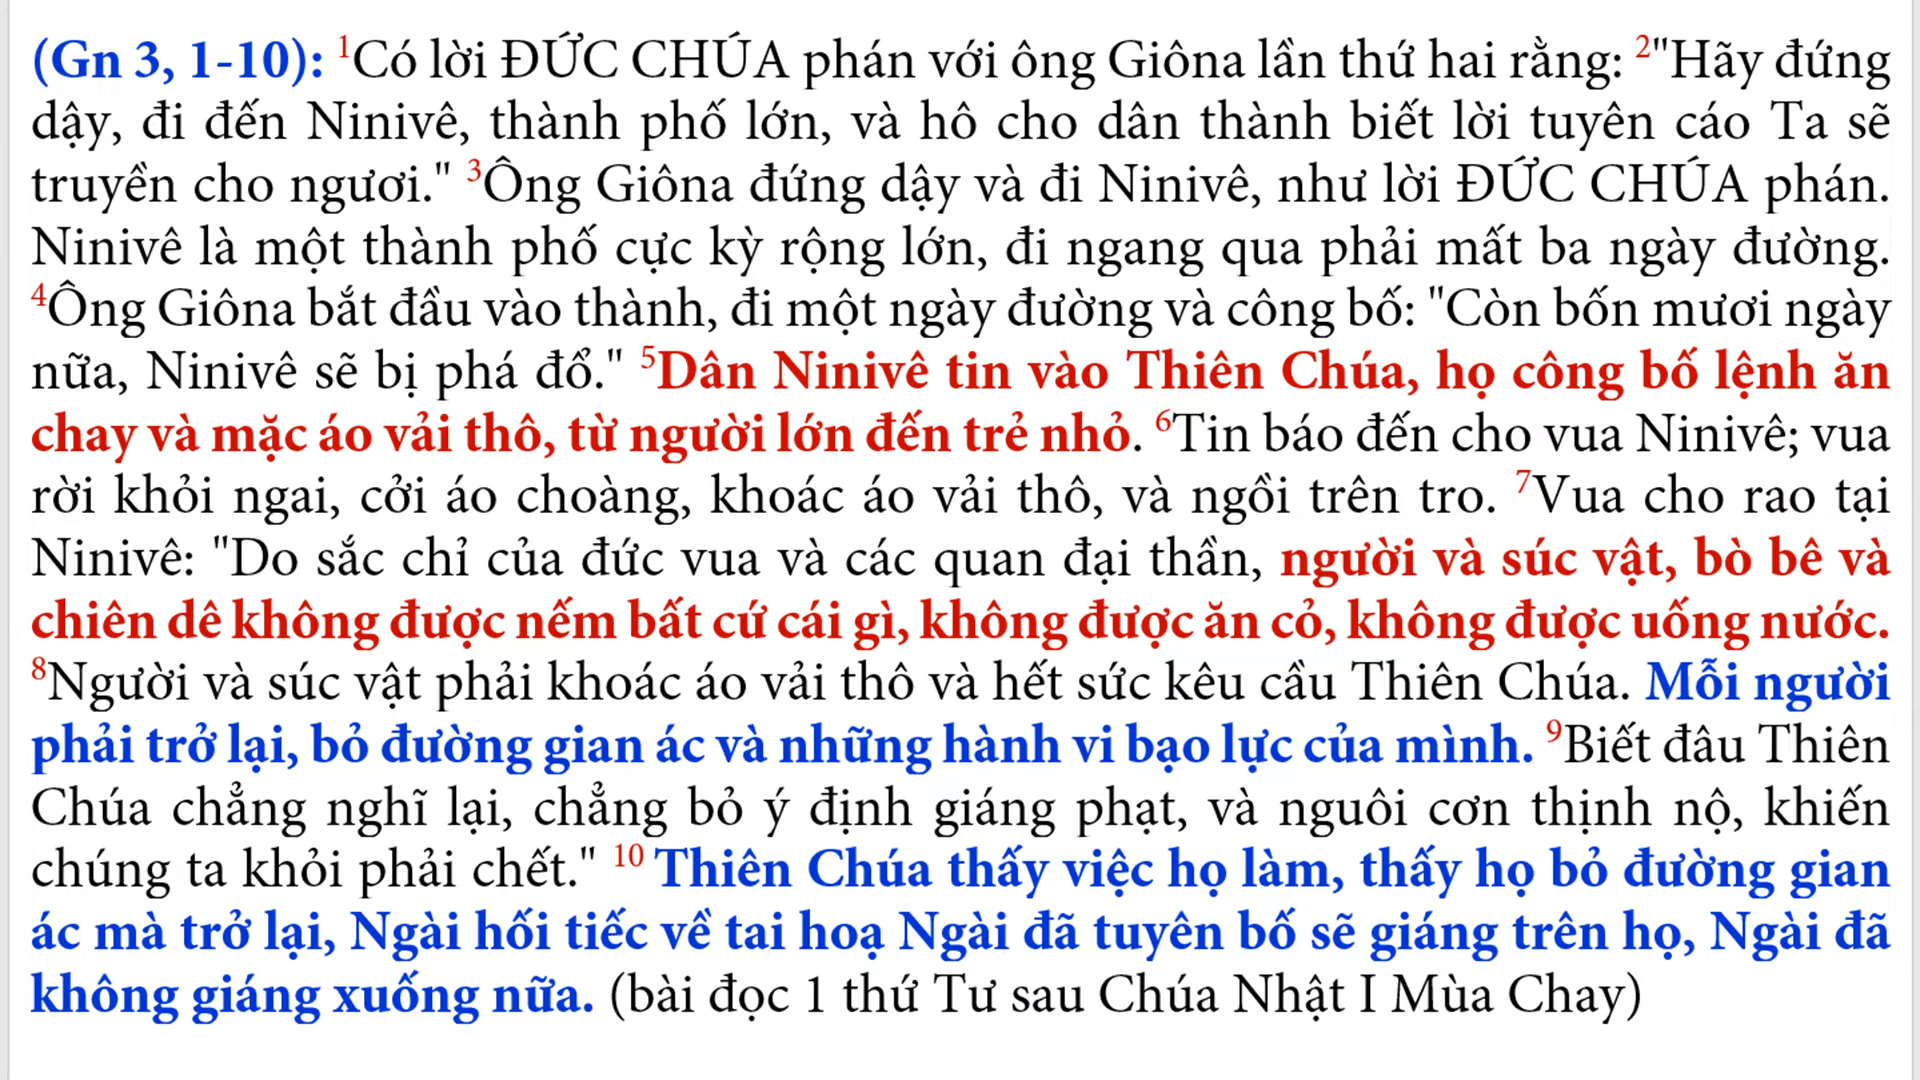 (Gn 3, 1-10): 1Có lời ĐỨC CHÚA phán với ông Giôna lần thứ hai rằng: 2"Hãy đứng
dậy, đi đến Ninivê, thành phố lớn, và hô cho dân thành biết lời tuyên cáo Ta sẽ
truyền cho ngươi." 3Ông Giôna đứng dậy và đi Ninivê, như lời ĐỨC CHÚA phán.
Ninivê là một thành phố cực kỳ rộng lớn, đi ngang qua phải mất ba ngày đường.
4Ông Giôna bắt đầu vào thành, đi một ngày đường và công bố: "Còn bốn mươi ngày
nữa, Ninivê sẽ bị phá đổ." 5Dân Ninivê tin vào Thiên Chúa, họ công bố lệnh ăn
chay và mặc áo vải thô, từ người lớn đến trẻ nhỏ. 6Tin báo đến cho vua Ninivê; vua
rời khỏi ngai, cởi áo choàng, khoác áo vải thô, và ngồi trên tro. 7Vua cho rao tại
Ninivê: "Do sắc chỉ của đức vua và các quan đại thần, người và súc vật, bò bê và
chiên dê không được nếm bất cứ cái gì, không được ăn cỏ, không được uống nước.
8Người và súc vật phải khoác áo vải thô và hết sức kêu cầu Thiên Chúa. Mỗi người
phải trở lại, bỏ đường gian ác và những hành vi bạo lực của mình. 9Biết đâu Thiên
Chúa chẳng nghĩ lại, chẳng bỏ ý định giáng phạt, và nguôi cơn thịnh nộ, khiến
chúng ta khỏi phải chết." 10 Thiên Chúa thấy việc họ làm, thấy họ bỏ đường gian
ác mà trở lại, Ngài hối tiếc về tai hoạ Ngài đã tuyên bố sẽ giáng trên họ, Ngài đã
không giáng xuống nữa. (bài đọc 1 thứ Tư sau Chúa Nhật I Mùa Chay)